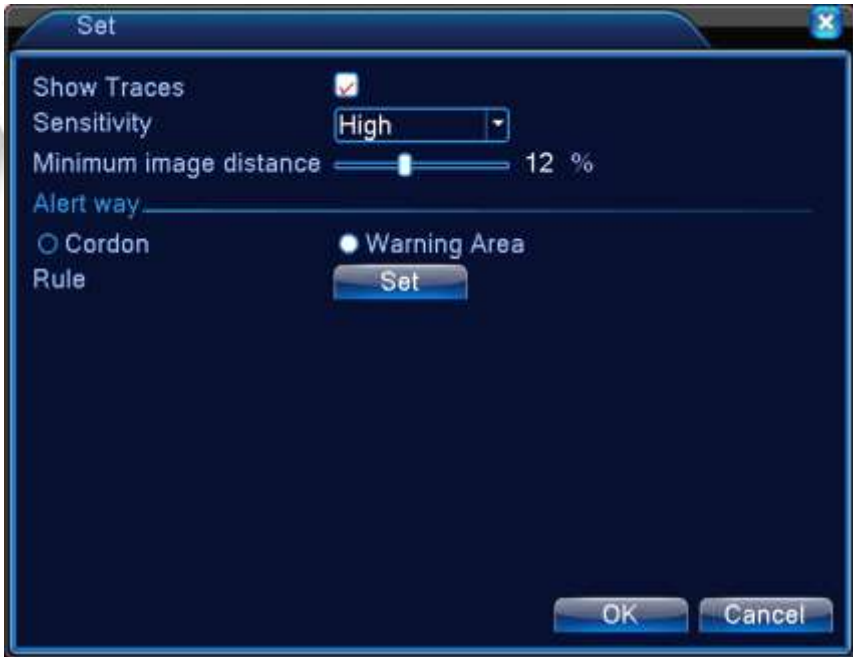 Set
Show Traces
Sensitivity High
Minimum image distance 12 %
Alert way
Cordon Warning Area
Rule Set
OK Cancel